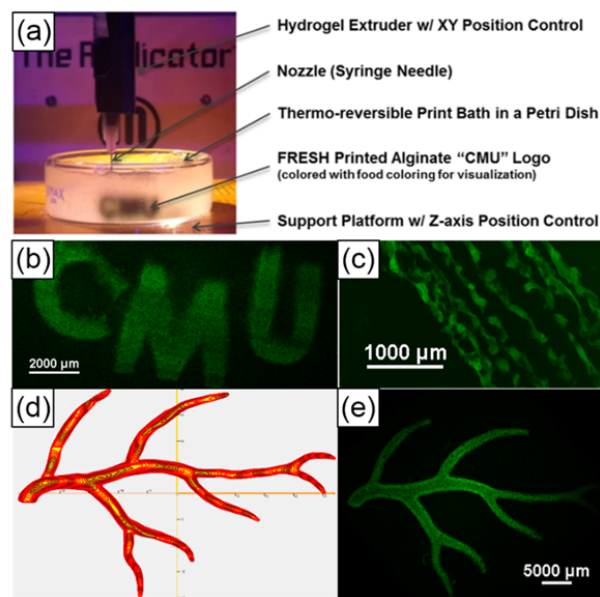 (a)
The Replicator
Hydrogel Extruder w/ XY Position Control
Nozzle (Syringe Needle)
Thermo-reversible Print Bath in a Petri Dish
FRESH Printed Alginate “CMU” Logo
(colored with food coloring for visualization)
Support Platform w/ Z-axis Position Control
(b)
CMU
2000 µm
(c)
1000 µm
(d)
(e)
5000 µm